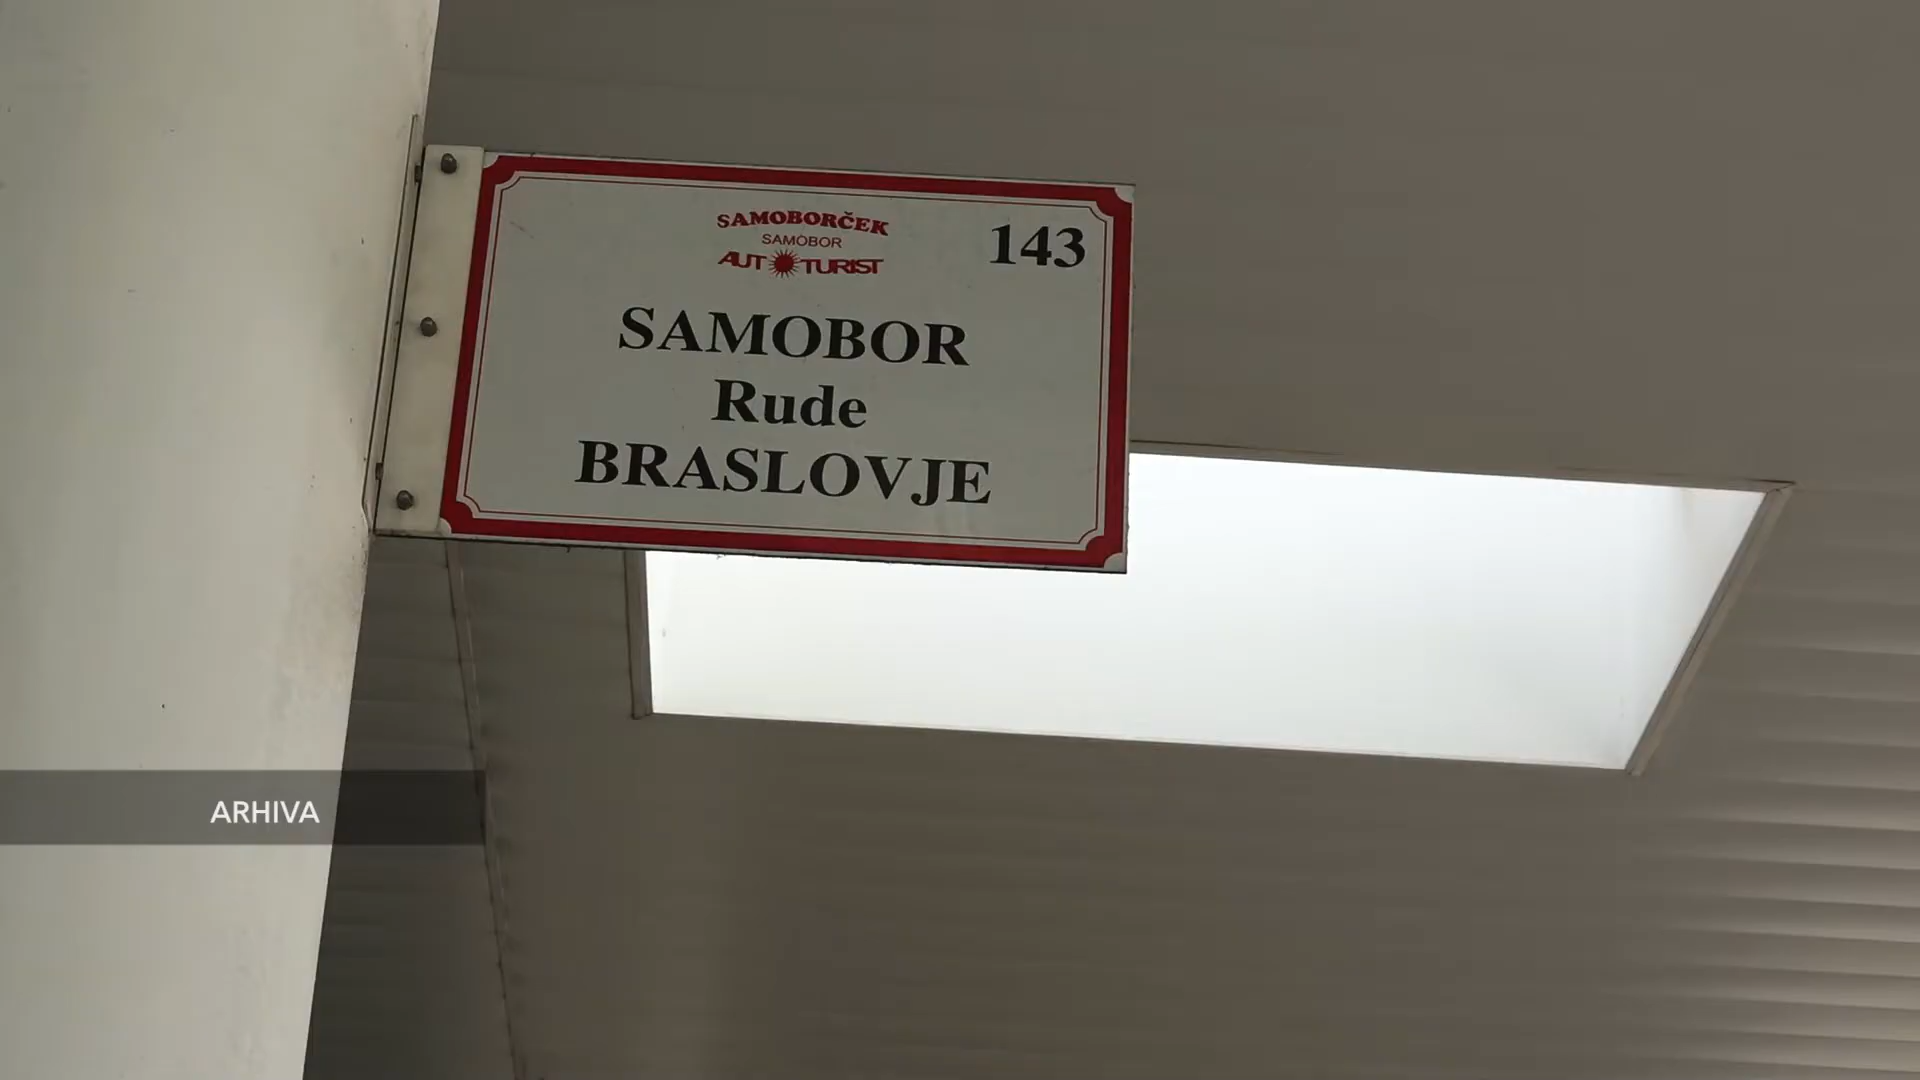 SAMOBORČEK
SAMOBOR
AUTOTURIST
143
SAMOBOR
Rude
BRASLOVJE
ARHIVA